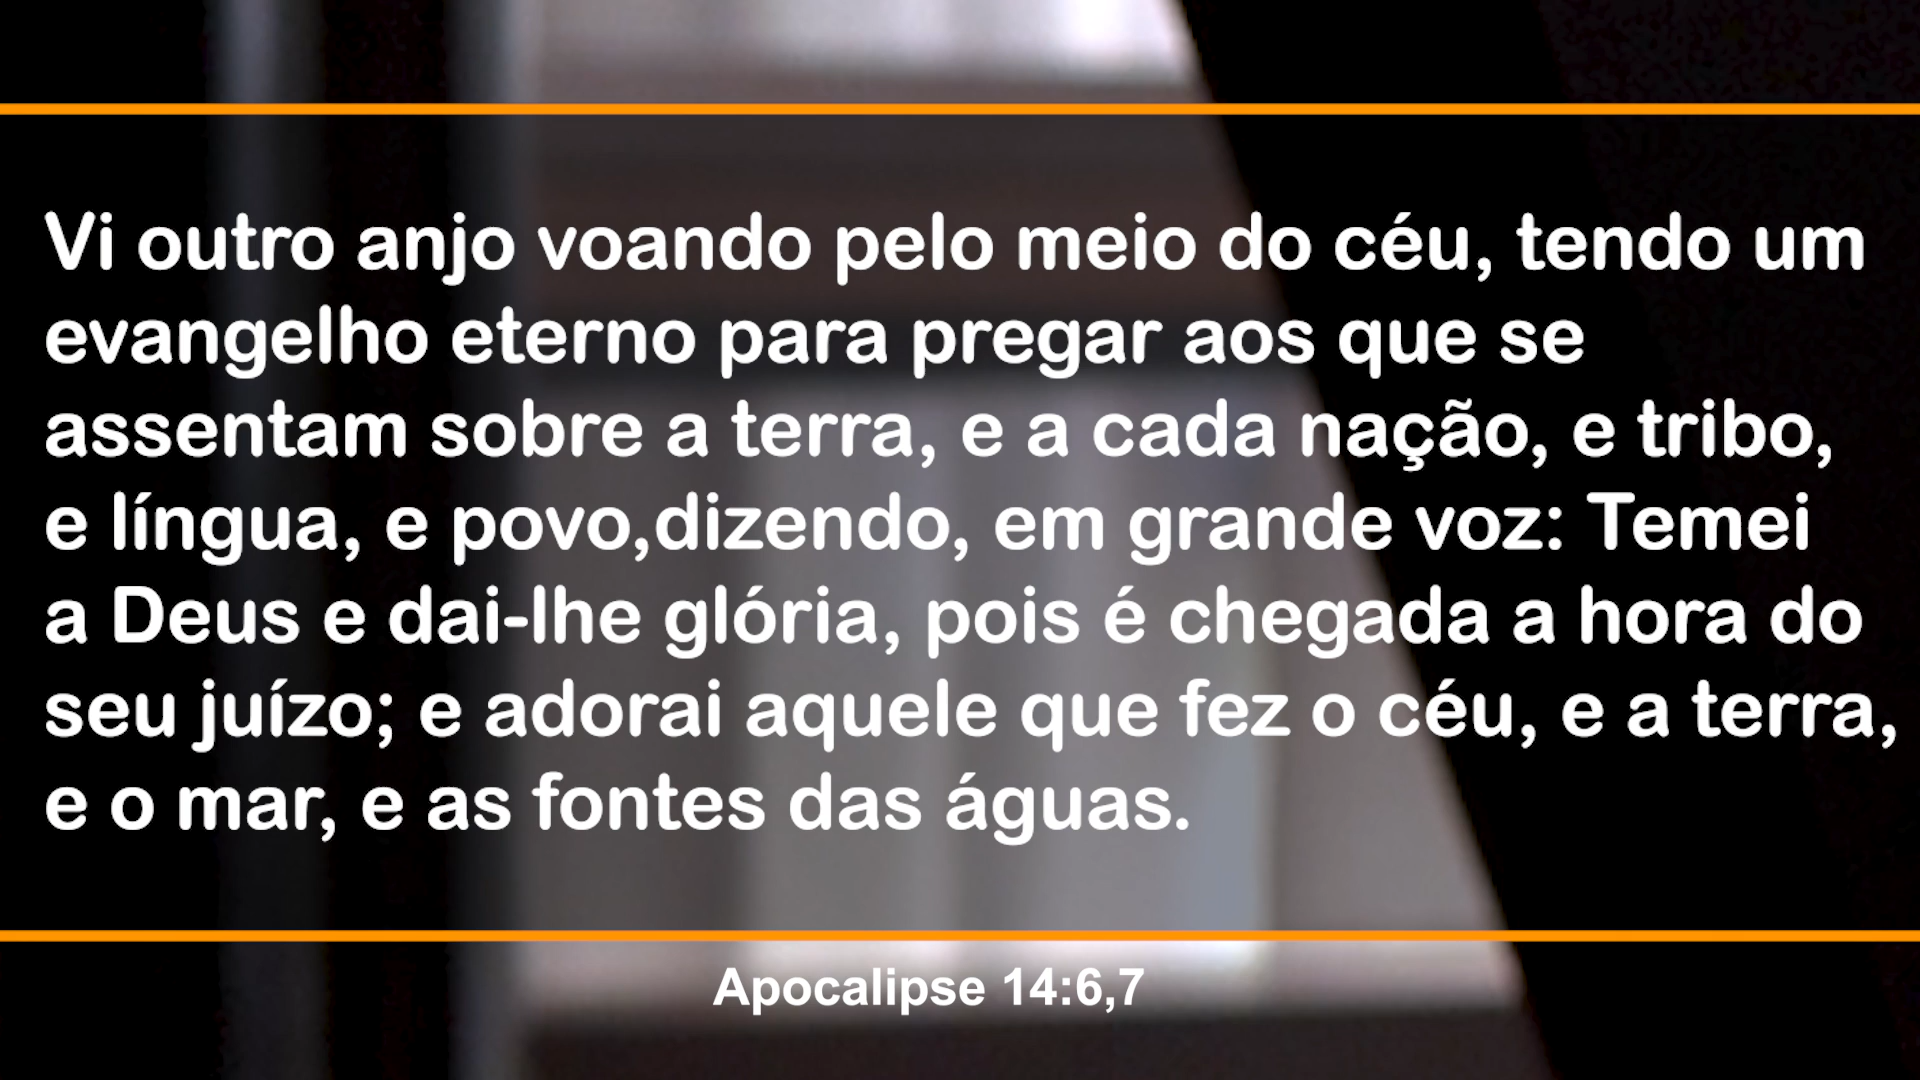 Vi outro anjo voando pelo meio do céu, tendo um
evangelho eterno para pregar aos que se
assentam sobre a terra, e a cada nação, e tribo,
e língua, e povo,dizendo, em grande voz: Temei
a Deus e dai-lhe glória, pois é chegada a hora do
seu juízo; e adorai aquele que fez o céu, e a terra,
e o mar, e as fontes das águas.
Apocalipse 14:6,7